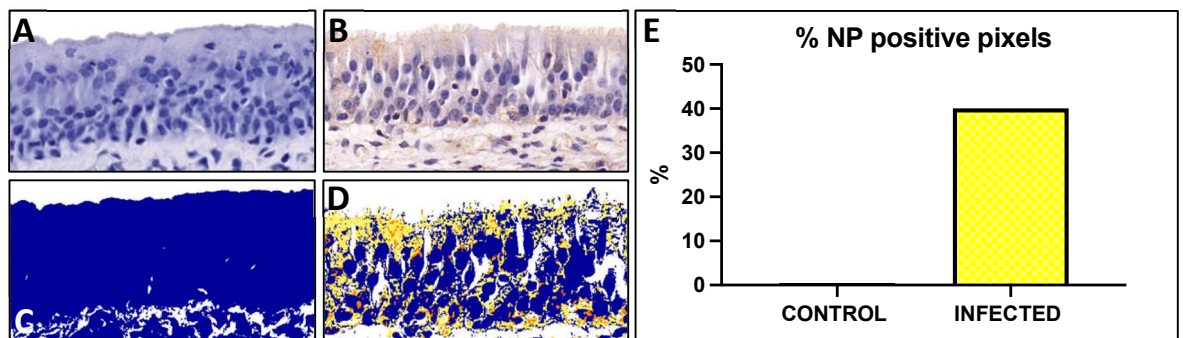 A
B
C
D
E
% NP positive pixels
50
40
30
20
10
0
%
CONTROL
INFECTED